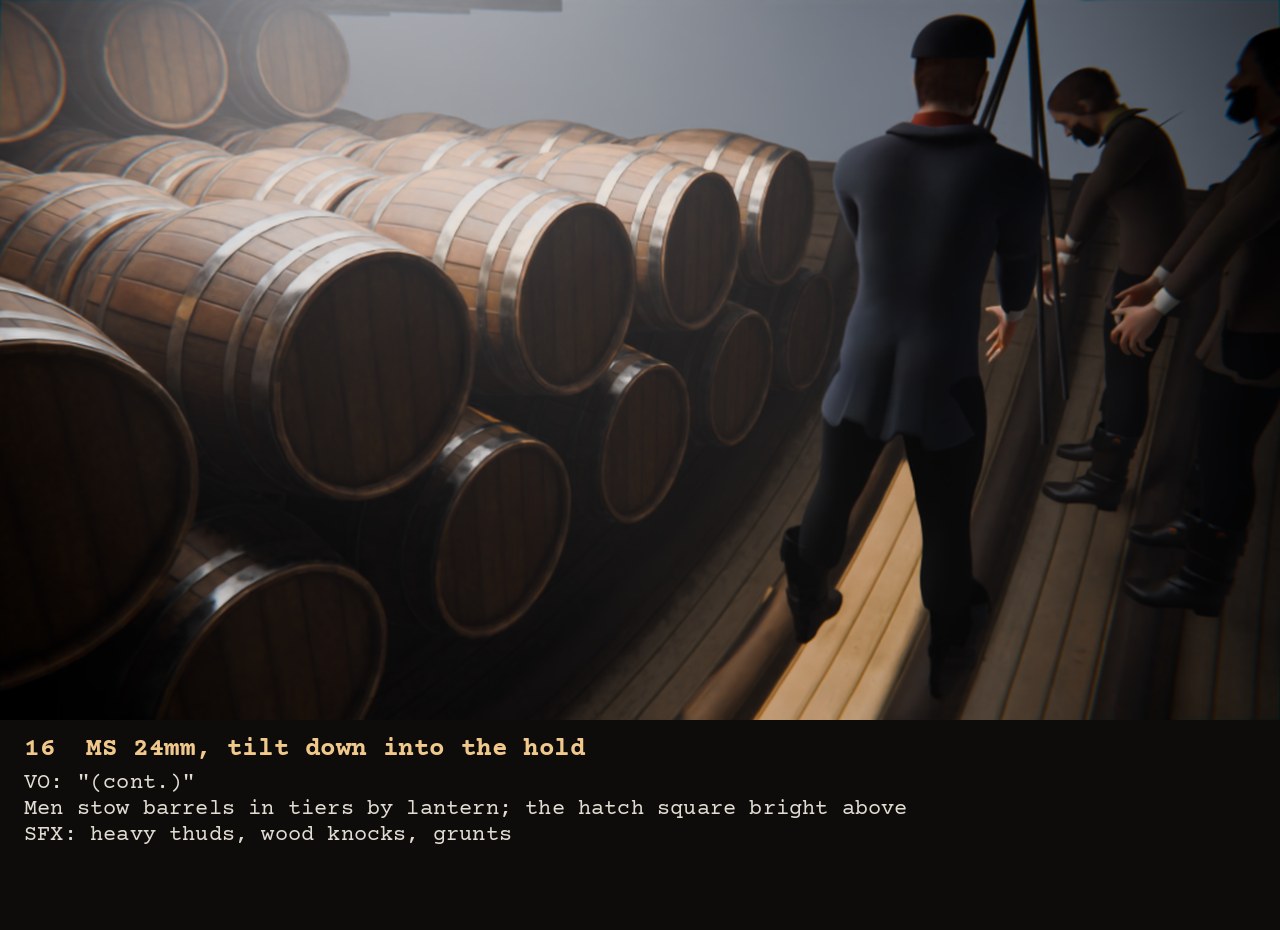 16  MS 24mm, tilt down into the hold
VO: "(cont.)"
Men stow barrels in tiers by lantern; the hatch square bright above
SFX: heavy thuds, wood knocks, grunts